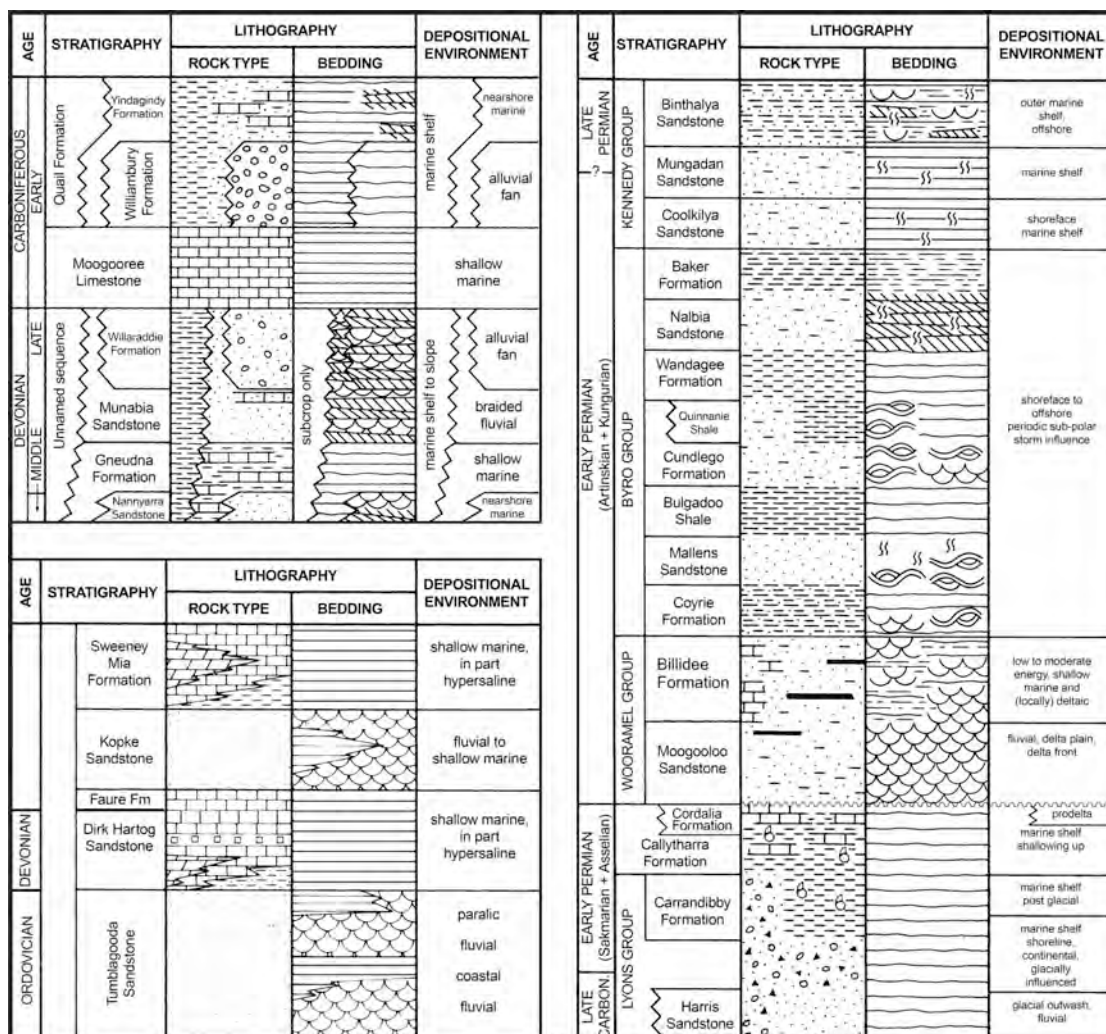 AGE
STRATIGRAPHY
LITHOGRAPHY
ROCK TYPE
BEDDING
DEPOSITIONAL
ENVIRONMENT
CARBONIFEROUS
EARLY
Quail Formation
Yindagindy
Formation
Williambury
Formation
marine shelf
nearshore
marine
alluvial
fan
Moogooree
Limestone
shallow
marine
DEVONIAN
LATE
MIDDLE
Unnamed sequence
Willaraddie
Formation
subcrop only
marine shelf to slope
alluvial
fan
Munabia
Sandstone
braided
fluvial
Gneudna
Formation
shallow
marine
Nannyarra
Sandstone
nearshore
marine
AGE
STRATIGRAPHY
LITHOGRAPHY
ROCK TYPE
BEDDING
DEPOSITIONAL
ENVIRONMENT
Sweeney
Mia
Formation
shallow marine,
in part
hypersaline
Kopke
Sandstone
fluvial to
shallow marine
DEVONIAN
Faure Fm
Dirk Hartog
Sandstone
shallow marine,
in part
hypersaline
ORDOVICIAN
Tumblagooda
Sandstone
paralic
fluvial
coastal
fluvial
AGE
STRATIGRAPHY
LITHOGRAPHY
ROCK TYPE
BEDDING
DEPOSITIONAL
ENVIRONMENT
LATE
PERMIAN
?
KENNEDY GROUP
Binthalya
Sandstone
outer marine
shelf,
offshore
Mungadan
Sandstone
marine shelf
Coolkilya
Sandstone
shoreface
marine shelf
EARLY PERMIAN
(Artinskian + Kungurian)
BYRO GROUP
Baker
Formation
Nalbia
Sandstone
Wandagee
Formation
Quinnanie
Shale
Cundlego
Formation
Bulgadoo
Shale
Mallens
Sandstone
Coyrie
Formation
shoreface to
offshore
periodic sub-polar
storm influence
WOORAMEL GROUP
Billidee
Formation
low to moderate
energy, shallow
marine and
(locally) deltaic
Moogooloo
Sandstone
fluvial, delta plain,
delta front
EARLY PERMIAN
(Sakmarian + Asselian)
Cordalia
Formation
prodelta
Callytharra
Formation
marine shelf
shallowing up
LYONS GROUP
Carrandibby
Formation
marine shelf
post glacial
marine shelf
shoreline,
continental,
glacially
influenced
LATE
CARBON.
Harris
Sandstone
glacial outwash,
fluvial